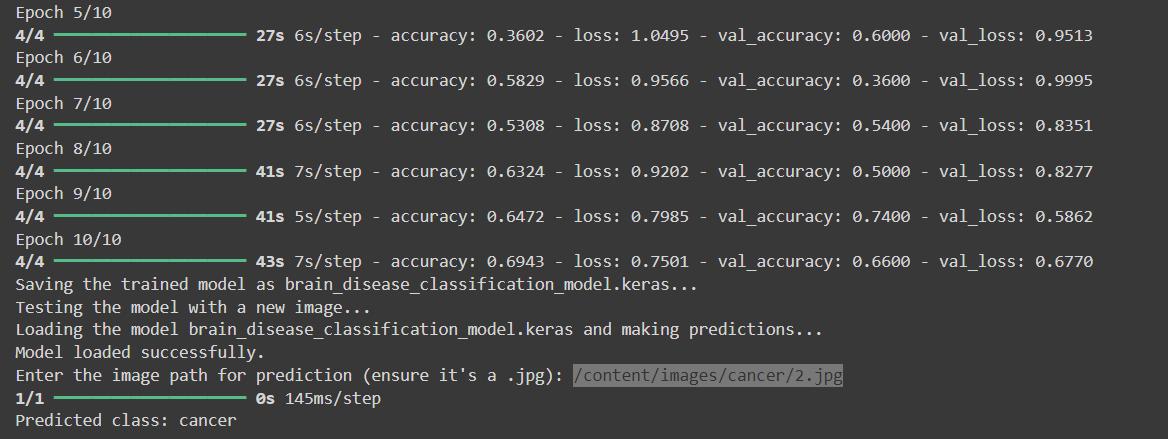 Epoch 5/10
4/4 ━━━━━━━━━━━━━━━━━━━━ 27s 6s/step - accuracy: 0.3602 - loss: 1.0495 - val_accuracy: 0.6000 - val_loss: 0.9513
Epoch 6/10
4/4 ━━━━━━━━━━━━━━━━━━━━ 27s 6s/step - accuracy: 0.5829 - loss: 0.9566 - val_accuracy: 0.3600 - val_loss: 0.9995
Epoch 7/10
4/4 ━━━━━━━━━━━━━━━━━━━━ 27s 6s/step - accuracy: 0.5308 - loss: 0.8708 - val_accuracy: 0.5400 - val_loss: 0.8351
Epoch 8/10
4/4 ━━━━━━━━━━━━━━━━━━━━ 41s 7s/step - accuracy: 0.6324 - loss: 0.9202 - val_accuracy: 0.5000 - val_loss: 0.8277
Epoch 9/10
4/4 ━━━━━━━━━━━━━━━━━━━━ 41s 5s/step - accuracy: 0.6472 - loss: 0.7985 - val_accuracy: 0.7400 - val_loss: 0.5862
Epoch 10/10
4/4 ━━━━━━━━━━━━━━━━━━━━ 43s 7s/step - accuracy: 0.6943 - loss: 0.7501 - val_accuracy: 0.6600 - val_loss: 0.6770
Saving the trained model as brain_disease_classification_model.keras...
Testing the model with a new image...
Loading the model brain_disease_classification_model.keras and making predictions...
Model loaded successfully.
Enter the image path for prediction (ensure it's a .jpg): /content/images/cancer/2.jpg
1/1 ━━━━━━━━━━━━━━━━━━━━ 0s 145ms/step
Predicted class: cancer